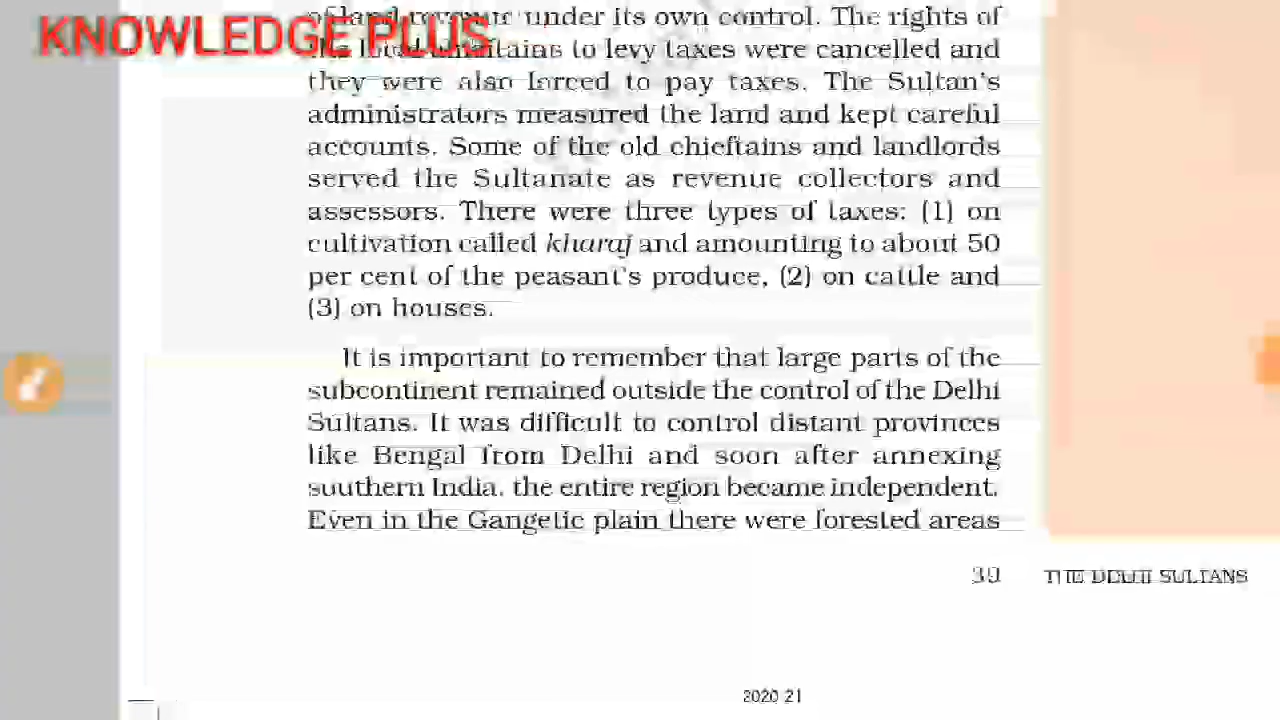 KNOWLEDGE PLUS
of land revenue under its own control. The rights of
the local chieftains to levy taxes were cancelled and
they were also forced to pay taxes. The Sultan's
administrators measured the land and kept careful
accounts. Some of the old chieftains and landlords
served the Sultanate as revenue collectors and
assessors. There were three types of taxes: (1) on
cultivation called kharaj and amounting to about 50
per cent of the peasant's produce, (2) on cattle and
(3) on houses.
It is important to remember that large parts of the
subcontinent remained outside the control of the Delhi
Sultans. It was difficult to control distant provinces
like Bengal from Delhi and soon after annexing
southern India, the entire region became independent.
Even in the Gangetic plain there were forested areas
THE DELHI SULTANS
2020 21